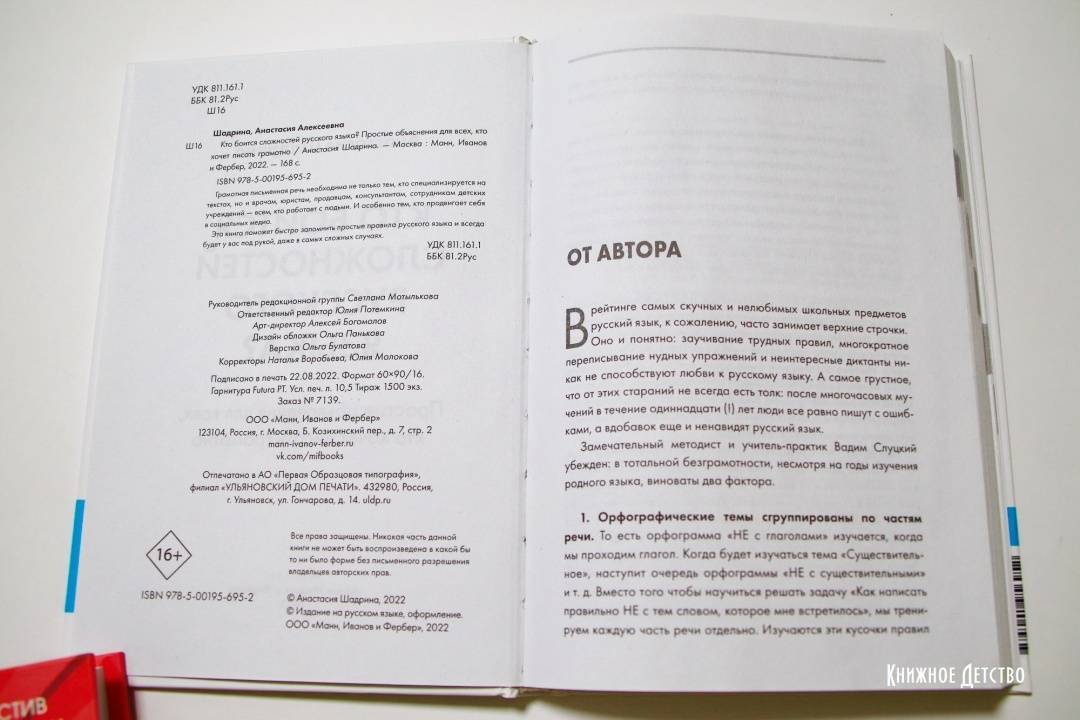 УДК 811.161.1
ББК 81.2Рус
Ш16
Шадрина, Анастасия Алексеевна
Ш16 Кто боится сложностей русского языка? Простые объяснения для всех, кто
хочет писать грамотно / Анастасия Шадрина. — Москва : Манн, Иванов
и Фербер, 2022. — 168 с.
ISBN 978-5-00195-695-2
Грамотная письменная речь необходима не только тем, кто специализируется на
текстах, но и врачам, юристам, продавцам, консультантам, сотрудникам детских
учреждений — всем, кто работает с людьми. И особенно тем, кто продвигает себя
в социальных медиа.
Эта книга поможет быстро запомнить простые правила русского языка и всегда
будет у вас под рукой, даже в самых сложных случаях.
УДК 811.161.1
ББК 81.2Рус
Руководитель редакционной группы Светлана Мотылькова
Ответственный редактор Юлия Потемкина
Арт-директор Алексей Богомолов
Дизайн обложки Ольга Панькова
Верстка Ольга Булатова
Корректоры Наталья Воробьева, Юлия Молокова
Подписано в печать 22.08.2022. Формат 60×90/16.
Гарнитура Futura PT. Усл. печ. л. 10,5 Тираж 1500 экз.
Заказ № 7139.
ООО «Манн, Иванов и Фербер»
123104, Россия, г. Москва, Б. Козихинский пер., д. 7, стр. 2
mann-ivanov-ferber.ru
vk.com/mifbooks
Отпечатано в АО «Первая Образцовая типография»,
филиал «УЛЬЯНОВСКИЙ ДОМ ПЕЧАТИ». 432980, Россия,
г. Ульяновск, ул. Гончарова, д. 14. uldp.ru
16+
Все права защищены. Никакая часть данной
книги не может быть воспроизведена в какой бы
то ни было форме без письменного разрешения
владельцев авторских прав.
ISBN 978-5-00195-695-2
© Анастасия Шадрина, 2022
© Издание на русском языке, оформление.
ООО «Манн, Иванов и Фербер», 2022
ОТ АВТОРА
В рейтинге самых скучных и нелюбимых школьных предметов
русский язык, к сожалению, часто занимает верхние строчки.
Оно и понятно: заучивание трудных правил, многократное
переписывание нудных упражнений и неинтересные диктанты ни-
как не способствуют любви к русскому языку. А самое грустное,
что от этих стараний не всегда есть толк: после многочасовых му-
чений в течение одиннадцати (!) лет люди все равно пишут с ошиб-
ками, а вдобавок еще и ненавидят русский язык.
Замечательный методист и учитель-практик Вадим Слуцкий
убежден: в тотальной безграмотности, несмотря на годы изучения
родного языка, виноваты два фактора.
1. Орфографические темы сгруппированы по частям
речи. То есть орфограмма «НЕ с глаголами» изучается, когда
мы проходим глагол. Когда будет изучаться тема «Существитель-
ное», наступит очередь орфограммы «НЕ с существительными»
и т. д. Вместо того чтобы научиться решать задачу «Как написать
правильно НЕ с тем словом, которое мне встретилось», мы трени-
руем каждую часть речи отдельно. Изучаются эти кусочки правил
Книжное Детство